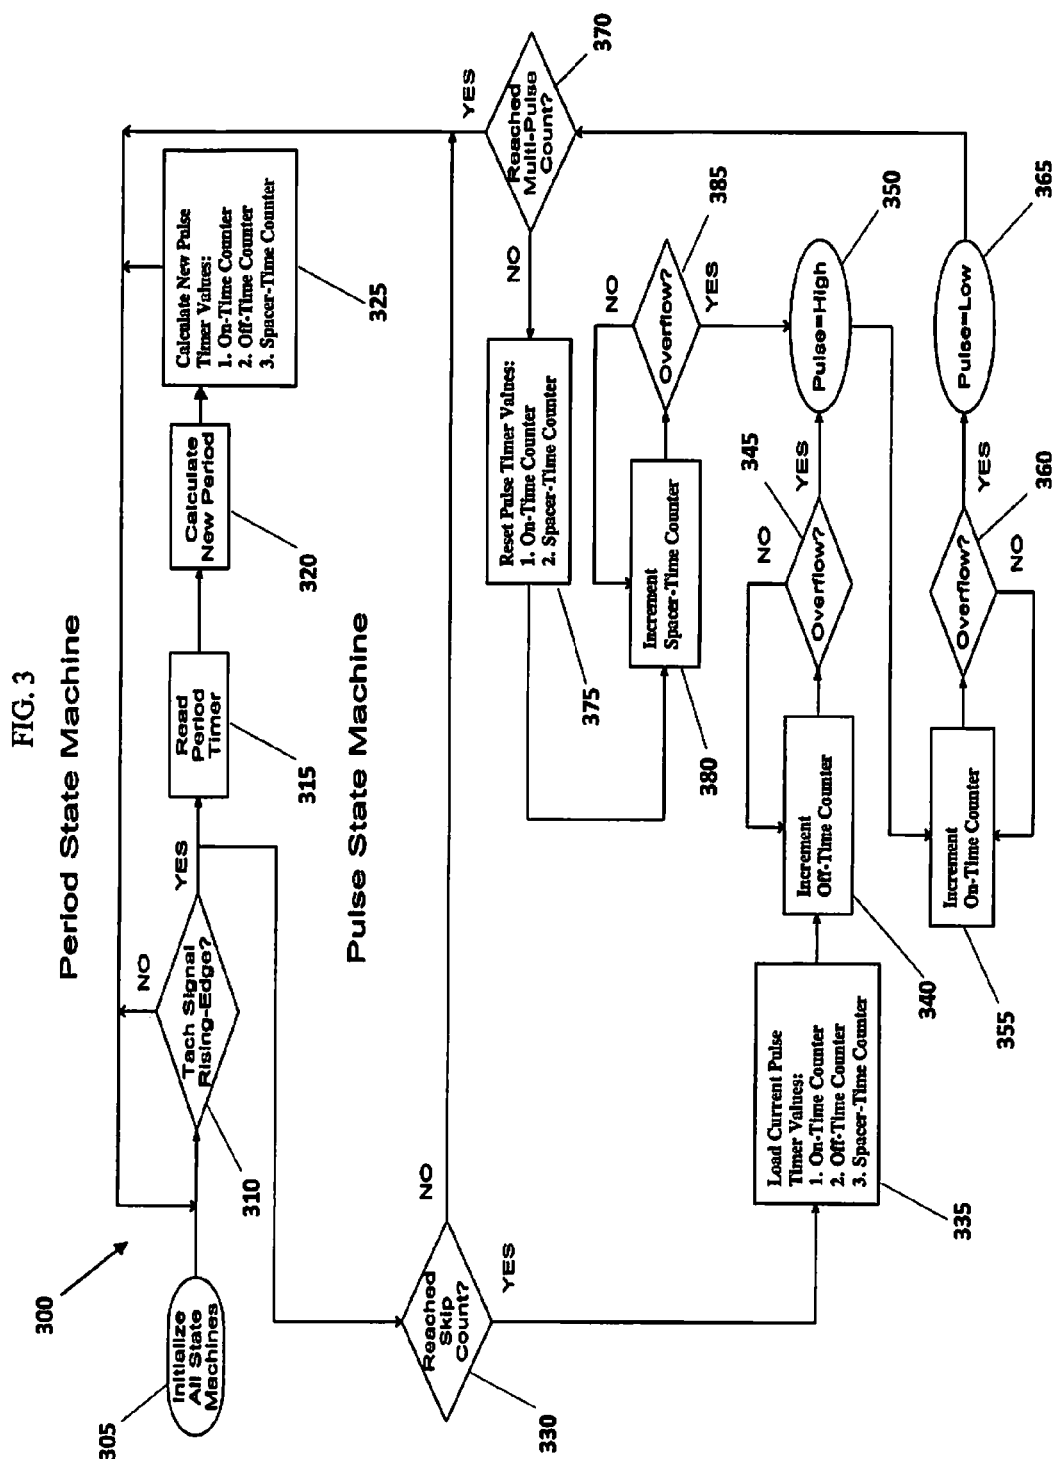 FIG. 3
Period State Machine
300
305
Initialize
All State
Machines
310
Tach Signal
Rising-Edge?
NO
YES
315
Read
Period
Timer
320
Calculate
New Period
325
Calculate New Pulse
Timer Values:
1. On-Time Counter
2. Off-Time Counter
3. Spacer-Time Counter
Pulse State Machine
330
Reached
Skip
Count?
NO
YES
335
Load Current Pulse
Timer Values:
1. On-Time Counter
2. Off-Time Counter
3. Spacer-Time Counter
340
Increment
Off-Time Counter
345
Overflow?
NO
YES
350
Pulse=High
355
Increment
On-Time Counter
360
Overflow?
NO
YES
365
Pulse=Low
370
Reached
Multi-Pulse
Count?
YES
NO
375
Reset Pulse Timer Values:
1. On-Time Counter
2. Spacer-Time Counter
380
Increment
Spacer-Time Counter
385
Overflow?
NO
YES